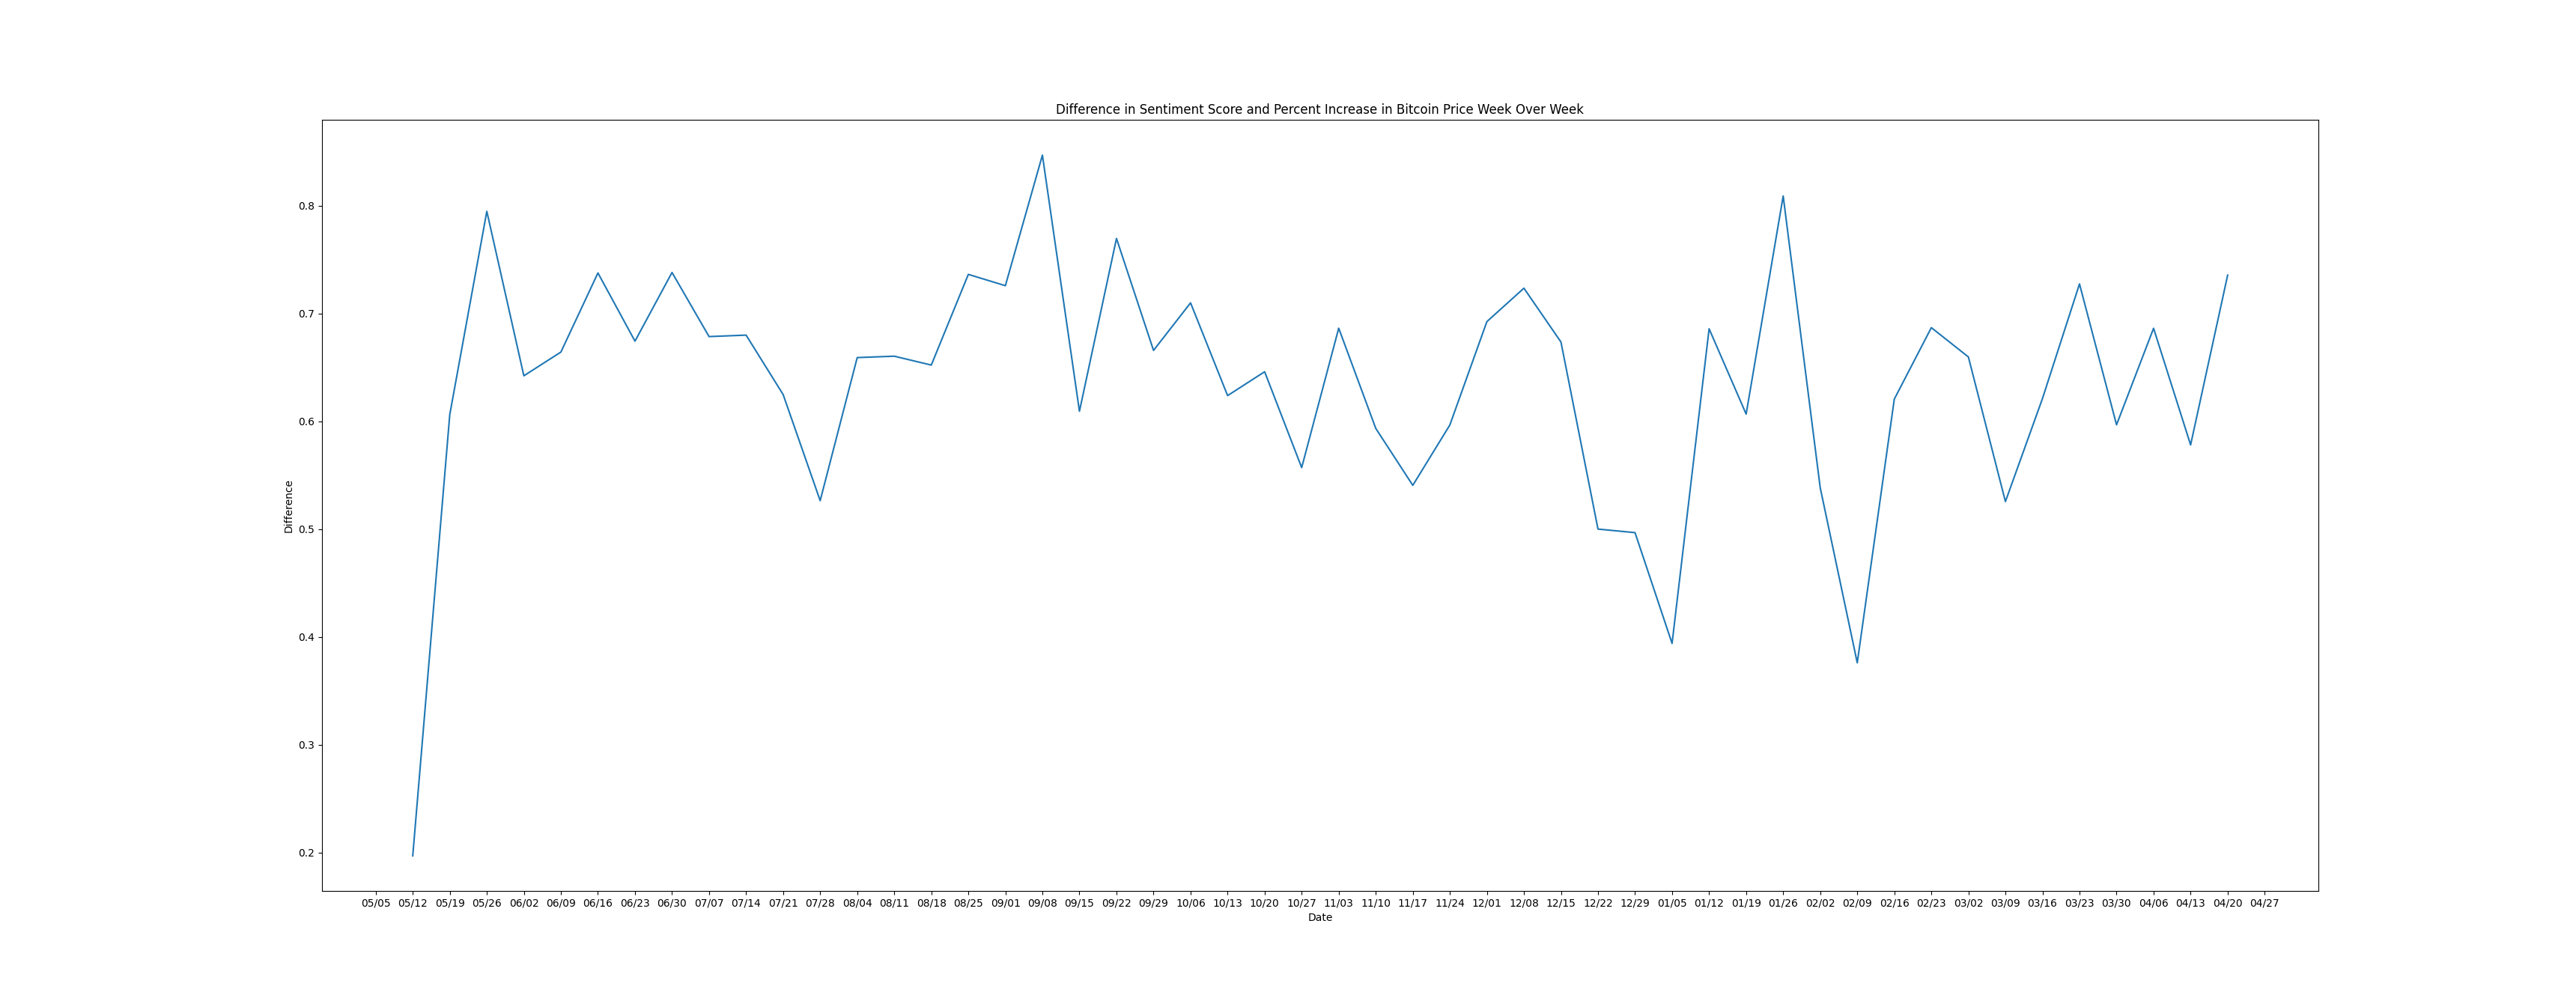 Difference in Sentiment Score and Percent Increase in Bitcoin Price Week Over Week
0.8
0.7
0.6
0.5
0.4
0.3
0.2
Difference
05/05 05/12 05/19 05/26 06/02 06/09 06/16 06/23 06/30 07/07 07/14 07/21 07/28 08/04 08/11 08/18 08/25 09/01 09/08 09/15 09/22 09/29 10/06 10/13 10/20 10/27 11/03 11/10 11/17 11/24 12/01 12/08 12/15 12/22 12/29 01/05 01/12 01/19 01/26 02/02 02/09 02/16 02/23 03/02 03/09 03/16 03/23 03/30 04/06 04/13 04/20 04/27
Date